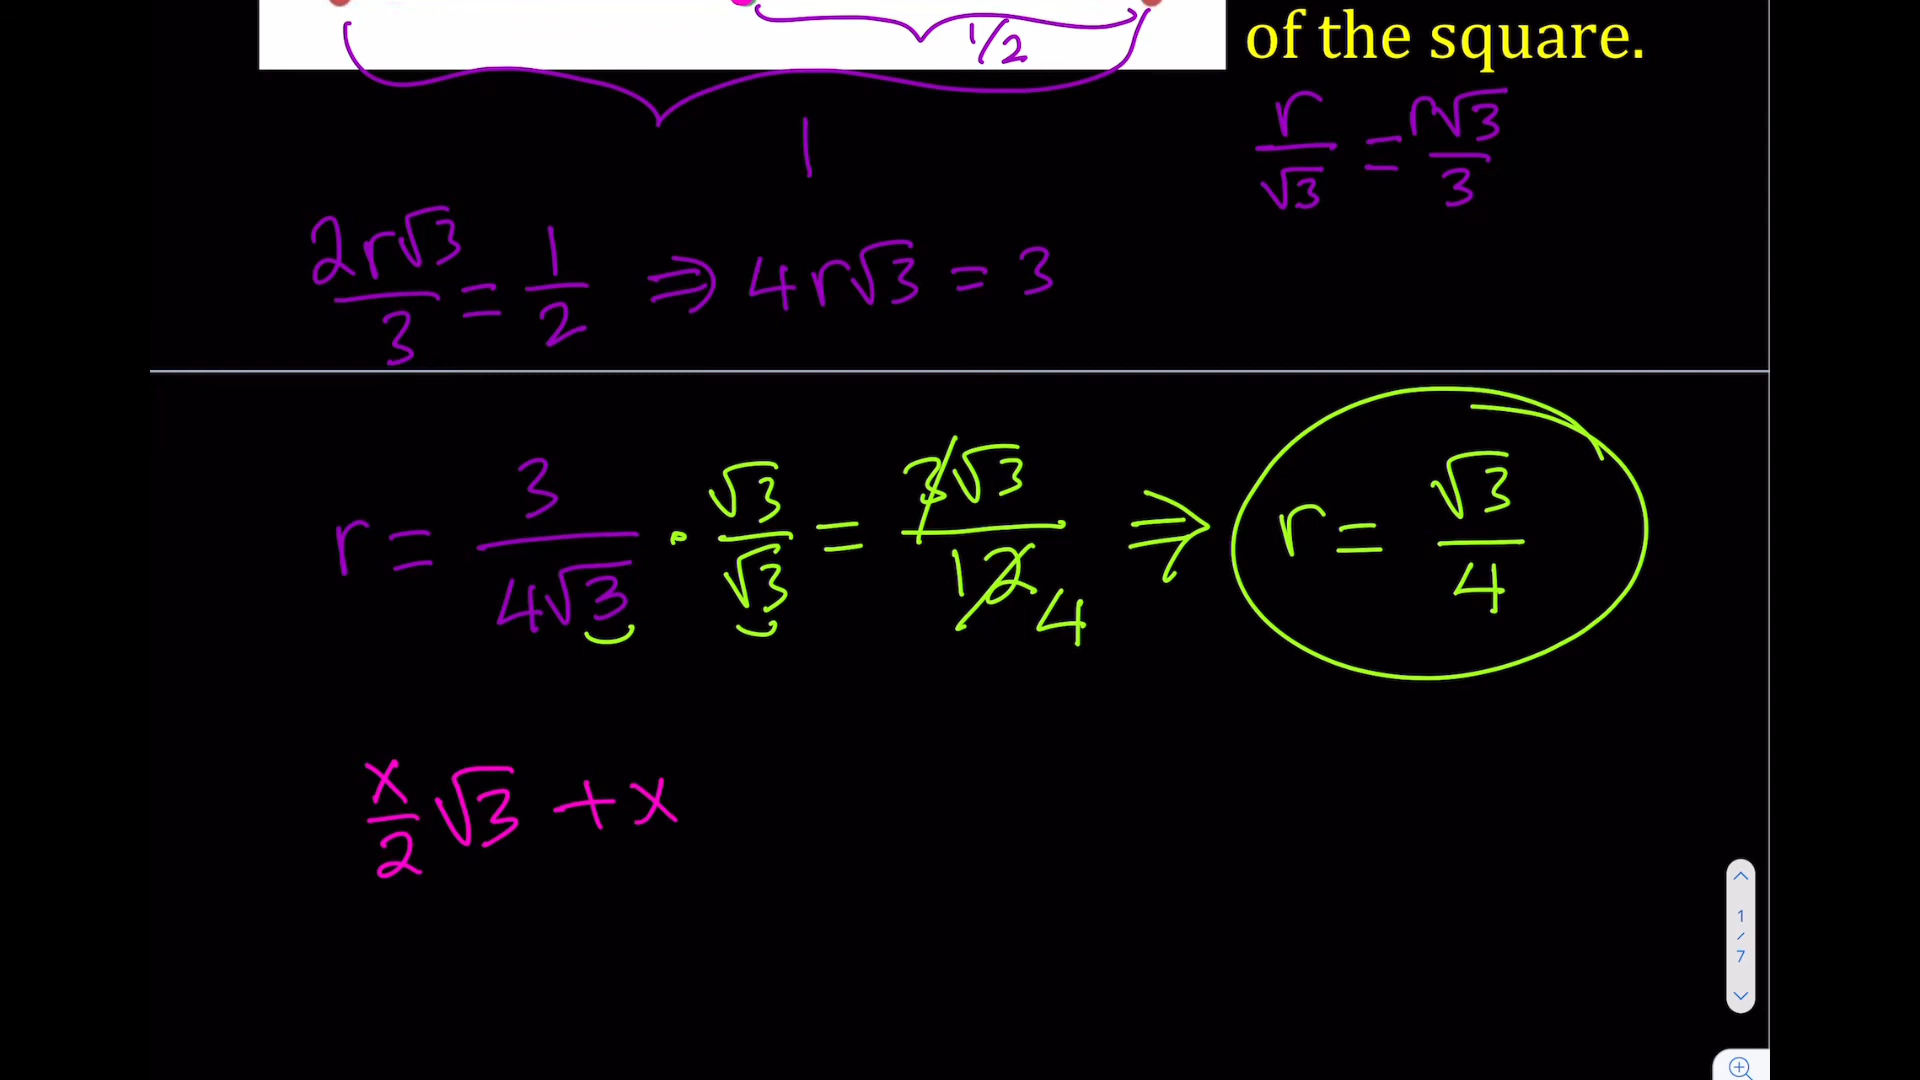 1/2
of the square.
1
r/√3 = r√3/3
2r√3/3 = 1/2 ⇒ 4r√3 = 3
r = 3/4√3 · √3/√3 = 3√3/12 4 ⇒ r = √3/4
x/2 √3 + x
1
/
7